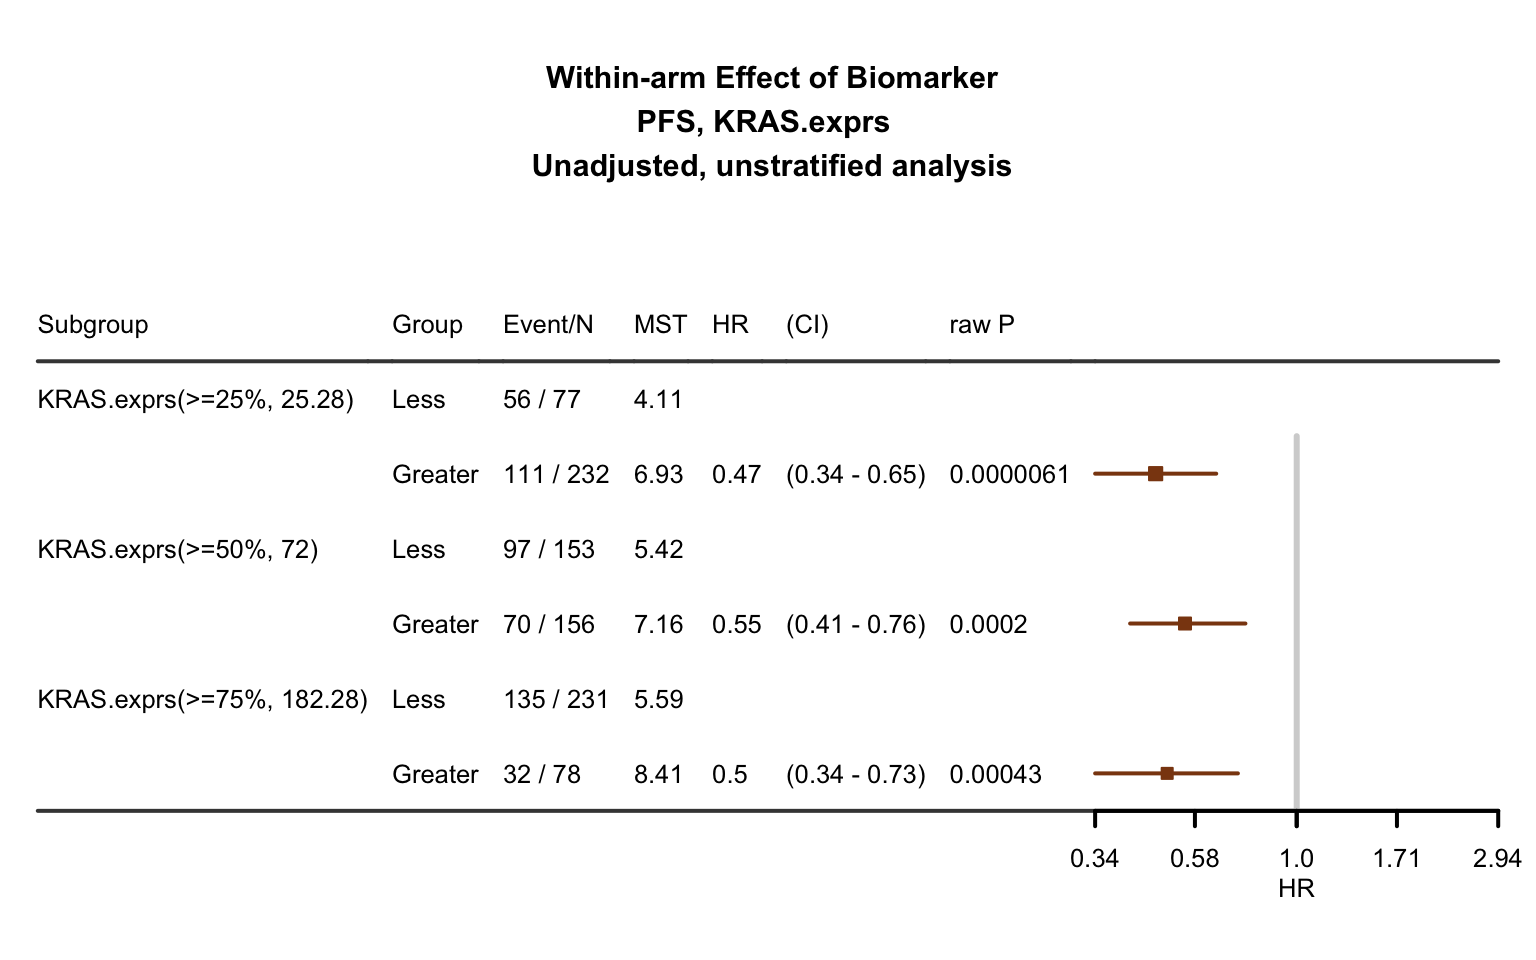 Within-arm Effect of Biomarker
PFS, KRAS.exprs
Unadjusted, unstratified analysis
Subgroup Group Event/N MST HR (CI) raw P
KRAS.exprs(>=25%, 25.28) Less 56 / 77 4.11
Greater 111 / 232 6.93 0.47 (0.34 - 0.65) 0.0000061
KRAS.exprs(>=50%, 72) Less 97 / 153 5.42
Greater 70 / 156 7.16 0.55 (0.41 - 0.76) 0.0002
KRAS.exprs(>=75%, 182.28) Less 135 / 231 5.59
Greater 32 / 78 8.41 0.5 (0.34 - 0.73) 0.00043
0.34 0.58 1.0 1.71 2.94
HR